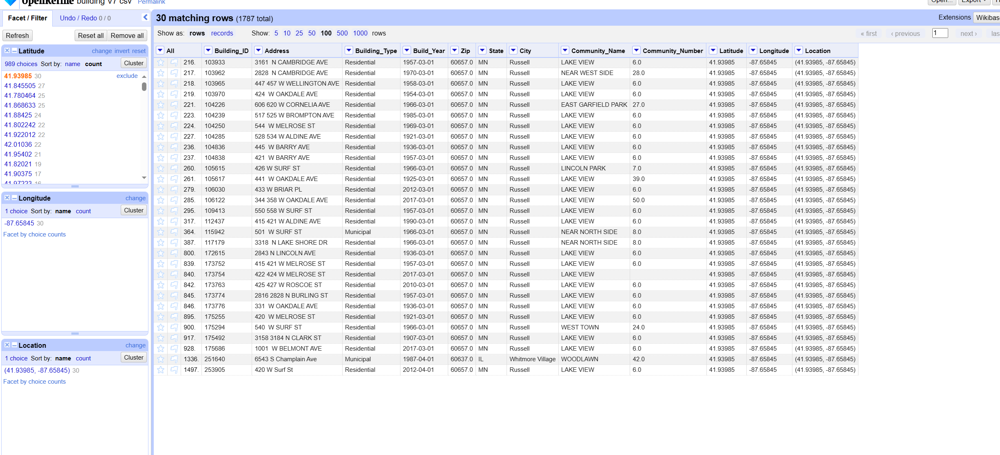 OpenRefine building v7 csv Permalink Open... Export
Facet / Filter Undo / Redo 0 / 0
30 matching rows (1787 total) Extensions Wikibas
Refresh Reset all Remove all
Show as: rows records Show: 5 10 25 50 100 500 1000 rows « first ‹ previous 1 next › las
Latitude change invert reset
989 choices Sort by: name count Cluster
41.93985 30 exclude
41.845505 27
41.780464 25
41.868633 25
41.88425 24
41.802242 22
41.922012 22
42.01036 22
41.95402 21
41.82021 19
41.90375 17
41.97223 16
Longitude change
1 choice Sort by: name count Cluster
-87.65845 30
Facet by choice counts
Location change
1 choice Sort by: name count Cluster
(41.93985, -87.65845) 30
Facet by choice counts
All Building_ID Address Building_Type Build_Year Zip State City Community_Name Community_Number Latitude Longitude Location
216. 103933 3161 N CAMBRIDGE AVE Residential 1957-03-01 60657.0 MN Russell LAKE VIEW 6.0 41.93985 -87.65845 (41.93985, -87.65845)
217. 103962 2828 N CAMBRIDGE AVE Residential 1970-03-01 60657.0 MN Russell NEAR WEST SIDE 28.0 41.93985 -87.65845 (41.93985, -87.65845)
218. 103965 447 457 W WELLINGTON AVE Residential 1958-03-01 60657.0 MN Russell LAKE VIEW 6.0 41.93985 -87.65845 (41.93985, -87.65845)
219. 103970 424 W OAKDALE AVE Residential 1954-03-01 60657.0 MN Russell LAKE VIEW 6.0 41.93985 -87.65845 (41.93985, -87.65845)
221. 104226 606 620 W CORNELIA AVE Residential 1966-03-01 60657.0 MN Russell EAST GARFIELD PARK 27.0 41.93985 -87.65845 (41.93985, -87.65845)
223. 104239 517 525 W BROMPTON AVE Residential 1985-03-01 60657.0 MN Russell LAKE VIEW 6.0 41.93985 -87.65845 (41.93985, -87.65845)
224. 104250 544 W MELROSE ST Residential 1969-03-01 60657.0 MN Russell LAKE VIEW 6.0 41.93985 -87.65845 (41.93985, -87.65845)
227. 104285 528 534 W ALDINE AVE Residential 1921-03-01 60657.0 MN Russell LAKE VIEW 6.0 41.93985 -87.65845 (41.93985, -87.65845)
236. 104836 445 W BARRY AVE Residential 1936-03-01 60657.0 MN Russell LAKE VIEW 6.0 41.93985 -87.65845 (41.93985, -87.65845)
237. 104838 421 W BARRY AVE Residential 1957-03-01 60657.0 MN Russell LAKE VIEW 6.0 41.93985 -87.65845 (41.93985, -87.65845)
260. 105615 426 W SURF ST Residential 1966-03-01 60657.0 MN Russell LINCOLN PARK 7.0 41.93985 -87.65845 (41.93985, -87.65845)
261. 105617 441 W OAKDALE AVE Residential 1925-03-01 60657.0 MN Russell LAKE VIEW 39.0 41.93985 -87.65845 (41.93985, -87.65845)
279. 106030 433 W BRIAR PL Residential 2012-03-01 60657.0 MN Russell LAKE VIEW 6.0 41.93985 -87.65845 (41.93985, -87.65845)
285. 106122 344 358 W OAKDALE AVE Residential 2017-03-01 60657.0 MN Russell LAKE VIEW 50.0 41.93985 -87.65845 (41.93985, -87.65845)
295. 109413 550 558 W SURF ST Residential 1957-03-01 60657.0 MN Russell LAKE VIEW 6.0 41.93985 -87.65845 (41.93985, -87.65845)
317. 112437 415 421 W ALDINE AVE Residential 1990-03-01 60657.0 MN Russell LAKE VIEW 6.0 41.93985 -87.65845 (41.93985, -87.65845)
364. 115942 501 W SURF ST Municipal 1966-03-01 60657.0 MN Russell NEAR NORTH SIDE 8.0 41.93985 -87.65845 (41.93985, -87.65845)
387. 117179 3318 N LAKE SHORE DR Residential 1966-03-01 60657.0 MN Russell NEAR NORTH SIDE 8.0 41.93985 -87.65845 (41.93985, -87.65845)
800. 172615 2843 N LINCOLN AVE Residential 1936-03-01 60657.0 MN Russell LAKE VIEW 6.0 41.93985 -87.65845 (41.93985, -87.65845)
839. 173752 415 421 W MELROSE ST Residential 1957-03-01 60657.0 MN Russell LAKE VIEW 6.0 41.93985 -87.65845 (41.93985, -87.65845)
840. 173754 422 424 W MELROSE ST Residential 2017-03-01 60657.0 MN Russell LAKE VIEW 41.93985 -87.65845 (41.93985, -87.65845)
842. 173763 425 427 W ROSCOE ST Residential 2010-03-01 60657.0 MN Russell LAKE VIEW 6.0 41.93985 -87.65845 (41.93985, -87.65845)
845. 173774 2816 2828 N BURLING ST Residential 1957-03-01 60657.0 MN Russell LAKE VIEW 6.0 41.93985 -87.65845 (41.93985, -87.65845)
846. 173776 331 W OAKDALE AVE Residential 1936-03-01 60657.0 MN Russell LAKE VIEW 6.0 41.93985 -87.65845 (41.93985, -87.65845)
895. 175255 420 W MELROSE ST Residential 1921-03-01 60657.0 MN Russell LAKE VIEW 6.0 41.93985 -87.65845 (41.93985, -87.65845)
900. 175294 540 W SURF ST Residential 1966-03-01 60657.0 MN Russell WEST TOWN 24.0 41.93985 -87.65845 (41.93985, -87.65845)
917. 175492 3158 3184 N CLARK ST Residential 1907-03-01 60657.0 MN Russell LAKE VIEW 6.0 41.93985 -87.65845 (41.93985, -87.65845)
928. 175686 1001 W BELMONT AVE Residential 2017-03-01 60657.0 MN Russell LAKE VIEW 6.0 41.93985 -87.65845 (41.93985, -87.65845)
1336. 251640 6543 S Champlain Ave Municipal 1987-04-01 60637.0 IL Whitmore Village WOODLAWN 42.0 41.93985 -87.65845 (41.93985, -87.65845)
1497. 253905 420 W Surf St Residential 2012-04-01 60657.0 MN Russell LAKE VIEW 6.0 41.93985 -87.65845 (41.93985, -87.65845)